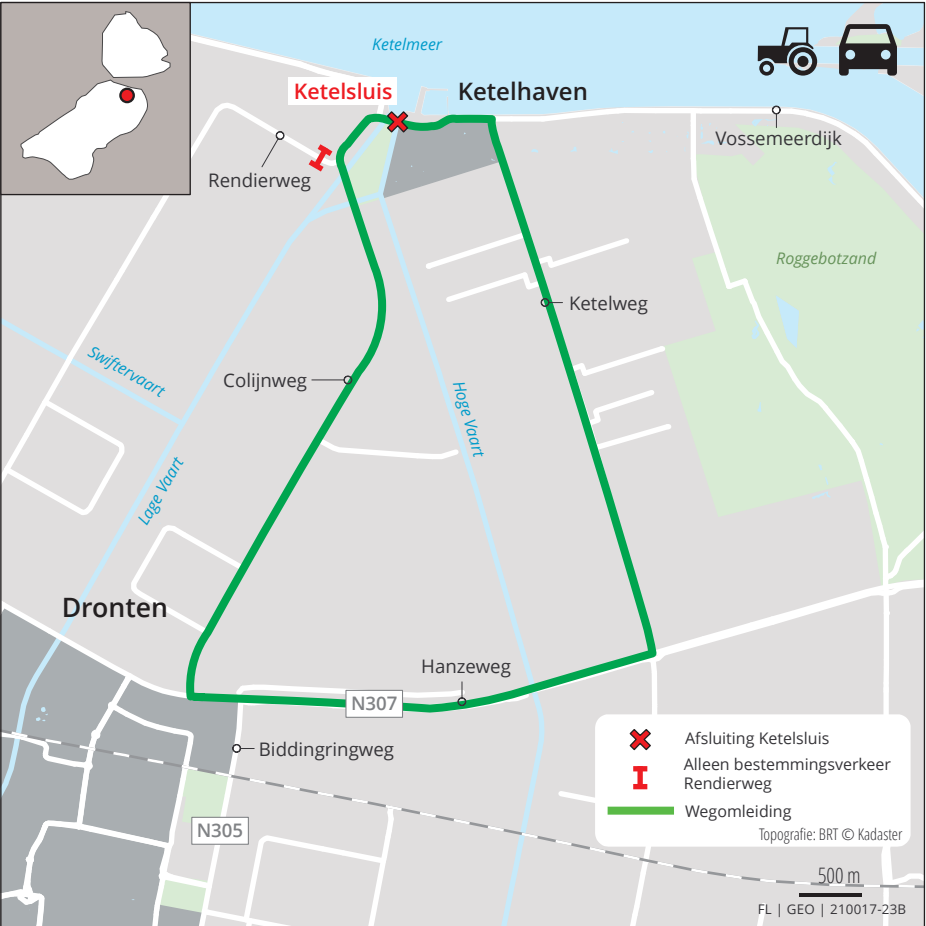 Ketelmeer
Ketelsluis
Ketelhaven
Vossemeerdijk
Rendierweg
Roggebotzand
Ketelweg
Swiftervaart
Colijnweg
Hoge Vaart
Lage Vaart
Dronten
Hanzeweg
N307
Biddingringweg
N305
Afsluiting Ketelsluis
Alleen bestemmingsverkeer
Rendierweg
Wegomleiding
Topografie: BRT © Kadaster
500 m
FL | GEO | 210017-23B